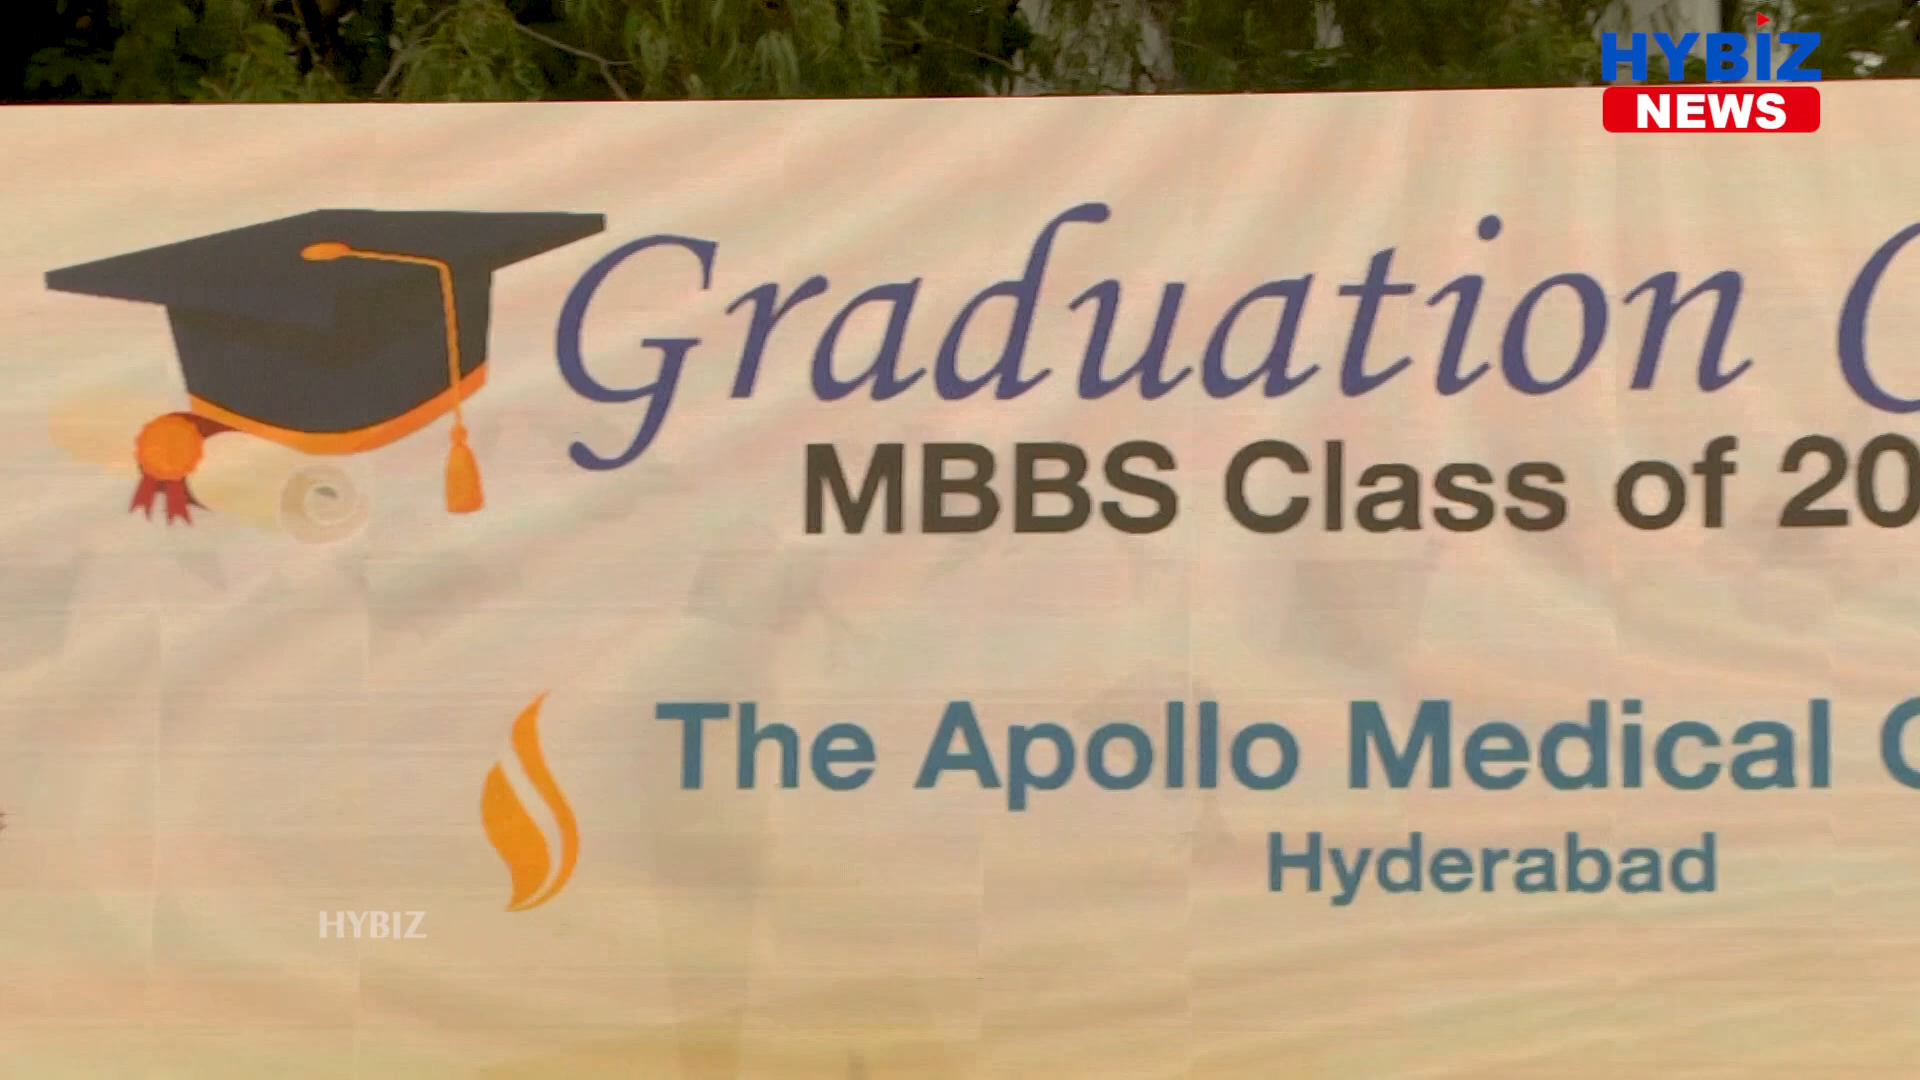 HYBIZ
NEWS
Graduation
MBBS Class of 20
The Apollo Medical
Hyderabad
HYBIZ